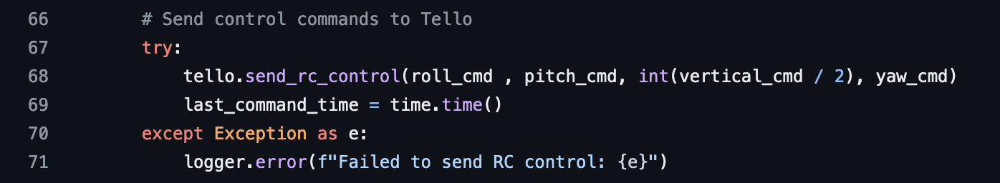 66 # Send control commands to Tello
67 try:
68 tello.send_rc_control(roll_cmd , pitch_cmd, int(vertical_cmd / 2), yaw_cmd)
69 last_command_time = time.time()
70 except Exception as e:
71 logger.error(f"Failed to send RC control: {e}")